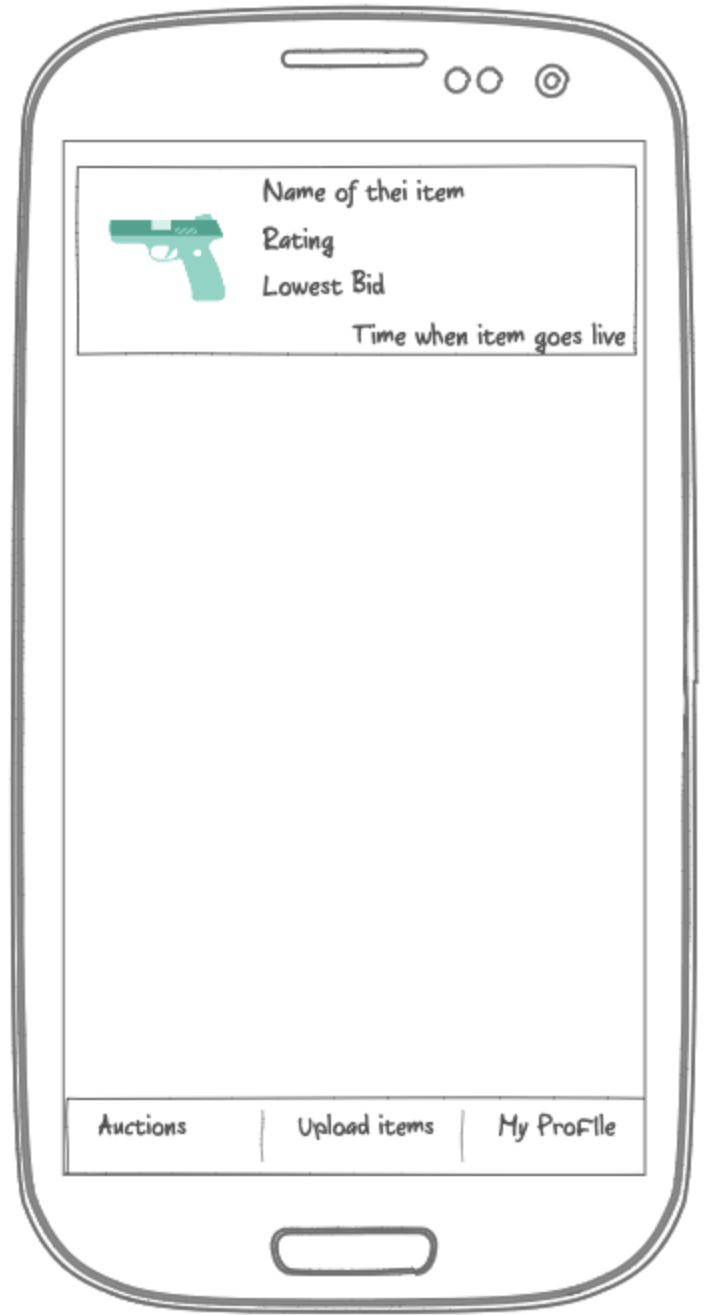 Name of thei item
Rating
Lowest Bid
Time when item goes live
Auctions
Upload items
My ProFIle